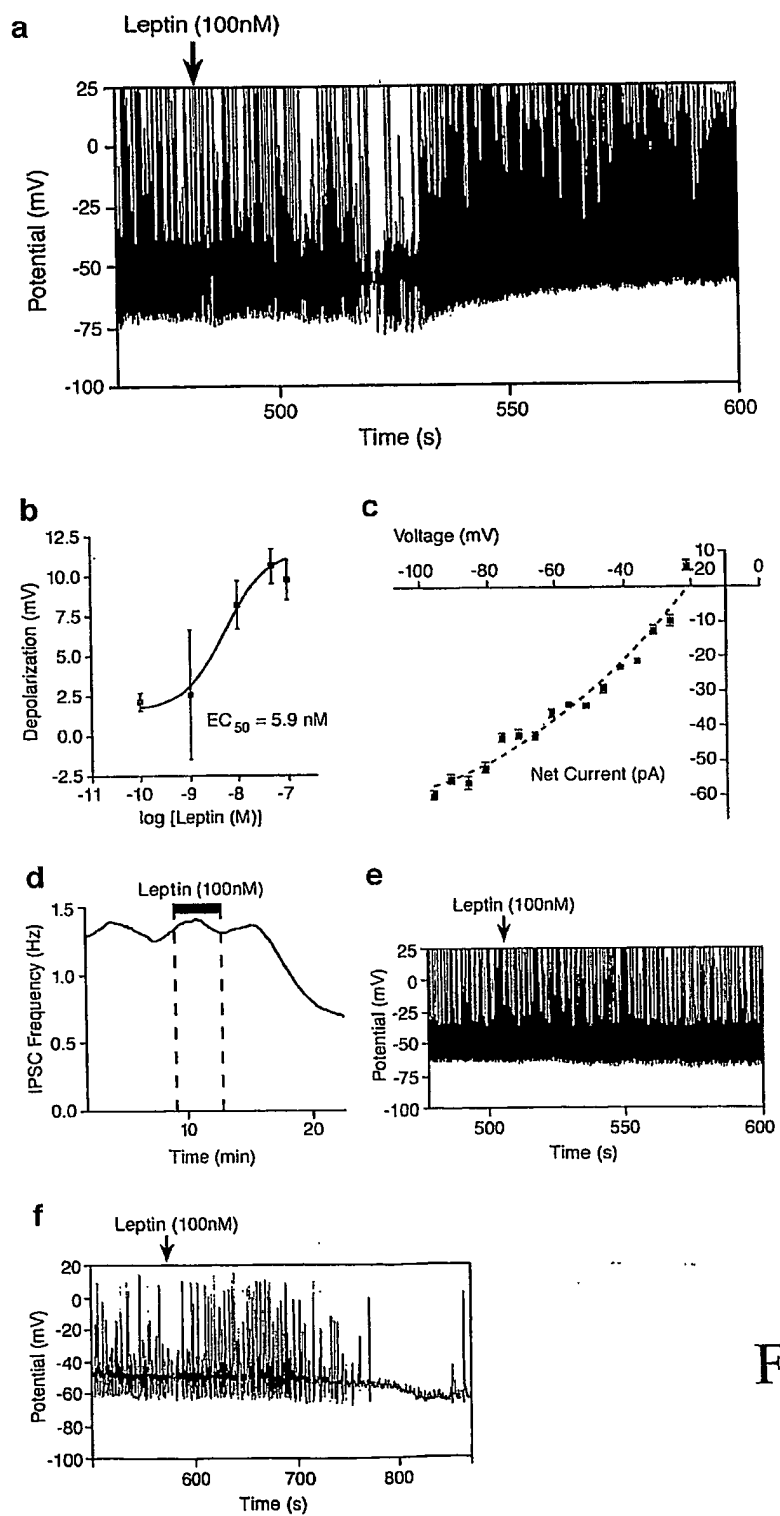 a
Leptin (100nM)
25
0
-25
-50
-75
-100
Potential (mV)
500
550
600
Time (s)
b
12.5
10.0
7.5
5.0
2.5
0.0
-2.5
Depolarization (mV)
EC50 = 5.9 nM
-11
-10
-9
-8
-7
log [Leptin (M)]
c
Voltage (mV)
-100
-80
-60
-40
-20
0
10
-10
-20
-30
-40
-50
-60
Net Current (pA)
d
Leptin (100nM)
1.5
1.0
0.5
0.0
IPSC Frequency (Hz)
10
20
Time (min)
e
Leptin (100nM)
25
0
-25
-50
-75
-100
Potential (mV)
500
550
600
Time (s)
f
Leptin (100nM)
20
0
-20
-40
-60
-80
-100
Potential (mV)
600
700
800
Time (s)
F